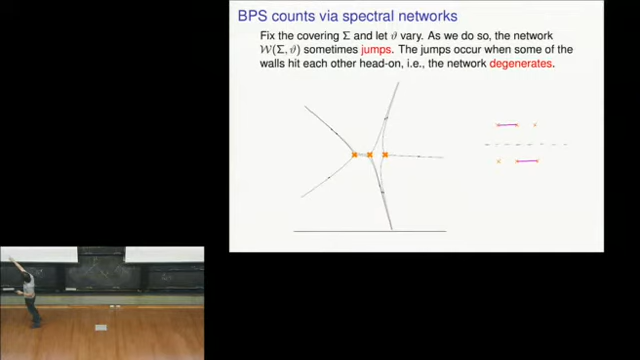 BPS counts via spectral networks
Fix the covering Σ and let ϑ vary. As we do so, the network
𝒲(Σ, ϑ) sometimes jumps. The jumps occur when some of the
walls hit each other head-on, i.e., the network degenerates.